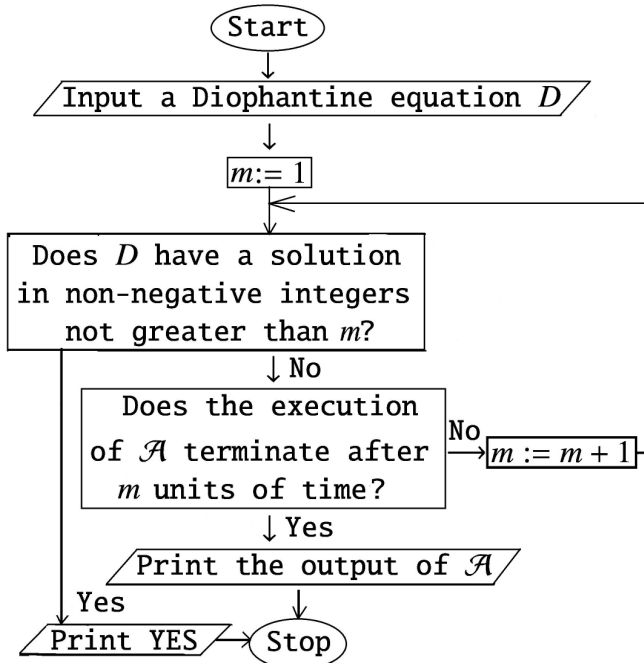 Start
Input a Diophantine equation D
m:= 1
Does D have a solution
in non-negative integers
not greater than m?
No
Does the execution
of 𝒜 terminate after
m units of time?
No
m := m + 1
Yes
Print the output of 𝒜
Yes
Print YES
Stop